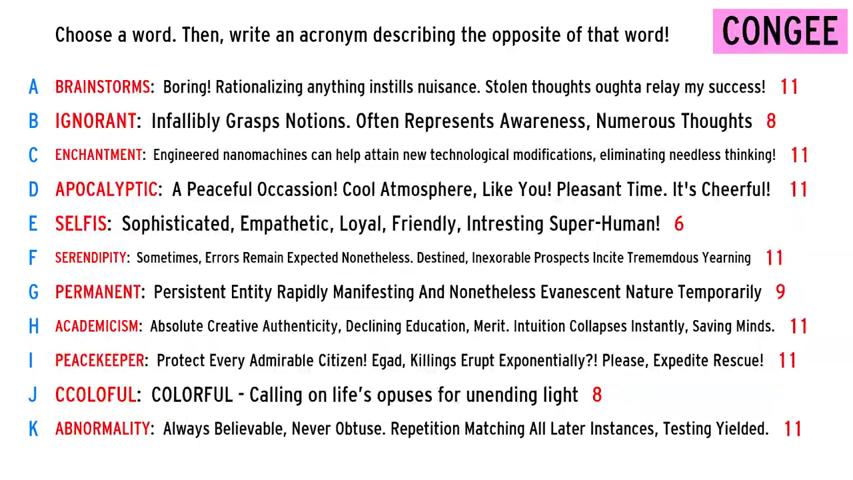 Choose a word. Then, write an acronym describing the opposite of that word!
CONGEE
A BRAINSTORMS: Boring! Rationalizing anything instills nuisance. Stolen thoughts oughta relay my success! 11
B IGNORANT: Infallibly Grasps Notions. Often Represents Awareness, Numerous Thoughts 8
C ENCHANTMENT: Engineered nanomachines can help attain new technological modifications, eliminating needless thinking! 11
D APOCALYPTIC: A Peaceful Occassion! Cool Atmosphere, Like You! Pleasant Time. It's Cheerful! 11
E SELFIS: Sophisticated, Empathetic, Loyal, Friendly, Intresting Super-Human! 6
F SERENDIPITY: Sometimes, Errors Remain Expected Nonetheless. Destined, Inexorable Prospects Incite Trememdous Yearning 11
G PERMANENT: Persistent Entity Rapidly Manifesting And Nonetheless Evanescent Nature Temporarily 9
H ACADEMICISM: Absolute Creative Authenticity, Declining Education, Merit. Intuition Collapses Instantly, Saving Minds. 11
I PEACEKEEPER: Protect Every Admirable Citizen! Egad, Killings Erupt Exponentially?! Please, Expedite Rescue! 11
J CCOLOFUL: COLORFUL - Calling on life’s opuses for unending light 8
K ABNORMALITY: Always Believable, Never Obtuse. Repetition Matching All Later Instances, Testing Yielded. 11